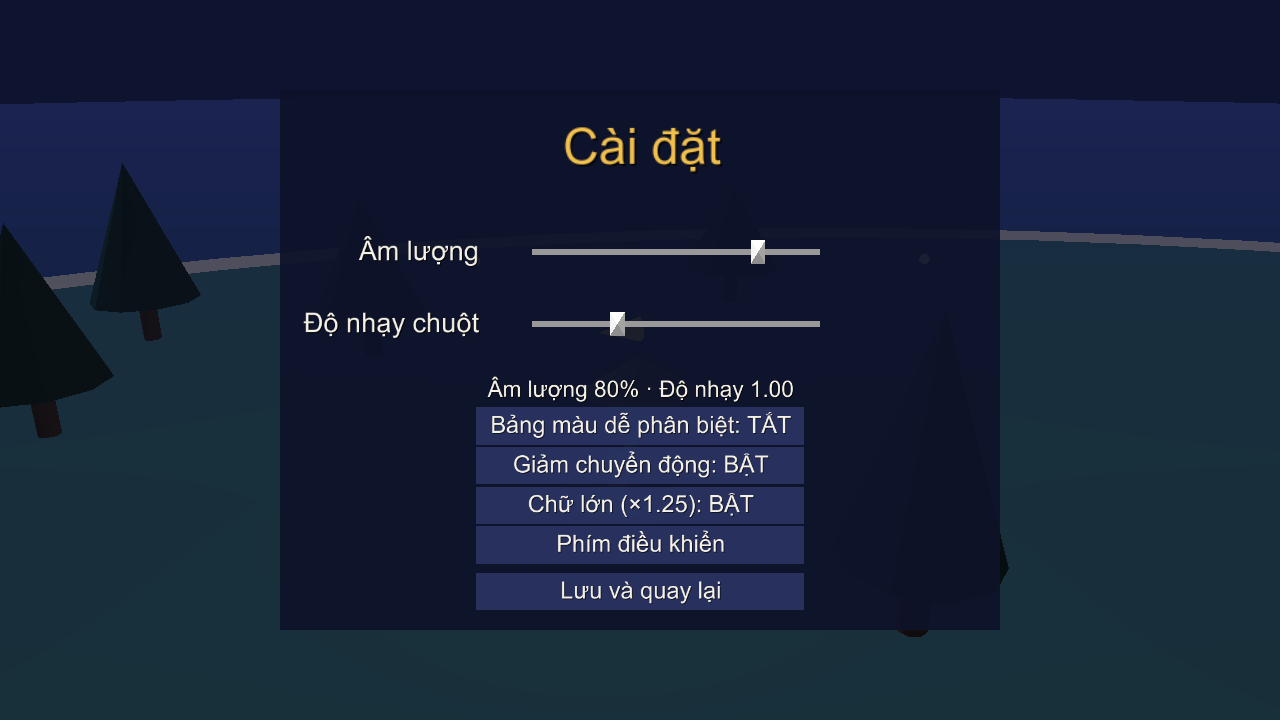 Cài đặt
Âm lượng
Độ nhạy chuột
Âm lượng 80% · Độ nhạy 1.00
Bảng màu dễ phân biệt: TẮT
Giảm chuyển động: BẬT
Chữ lớn (×1.25): BẬT
Phím điều khiển
Lưu và quay lại